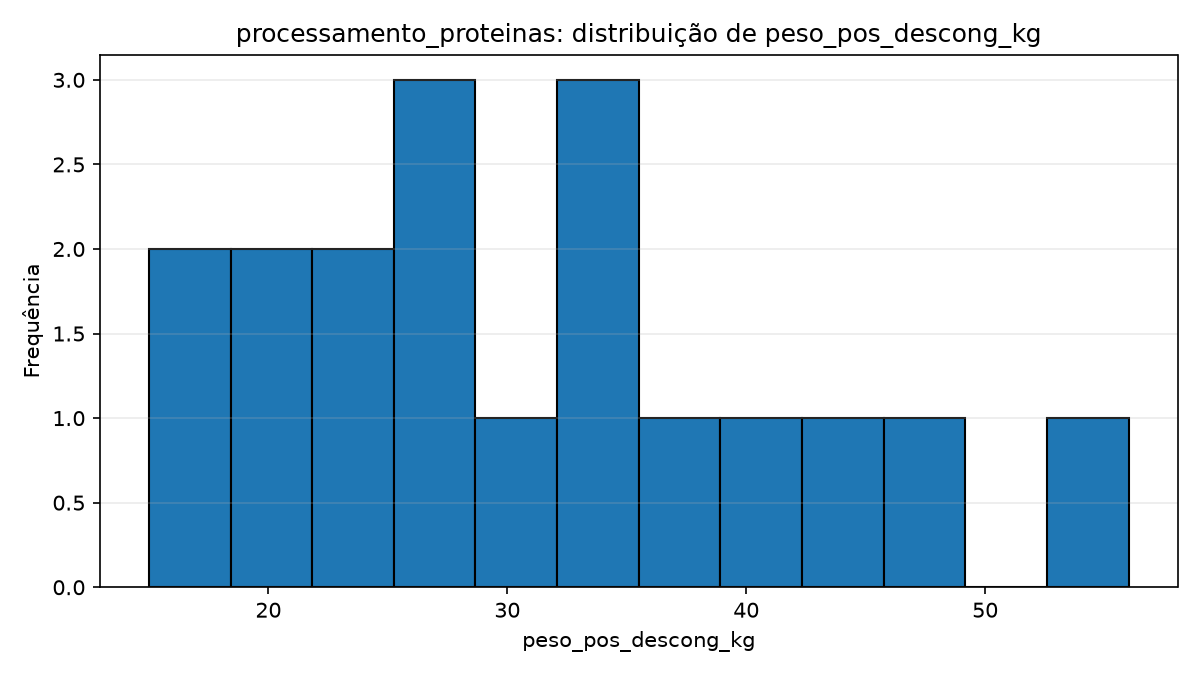 processamento_proteinas: distribuição de peso_pos_descong_kg
3.0
2.5
2.0
1.5
1.0
0.5
0.0
Frequência
20 30 40 50
peso_pos_descong_kg